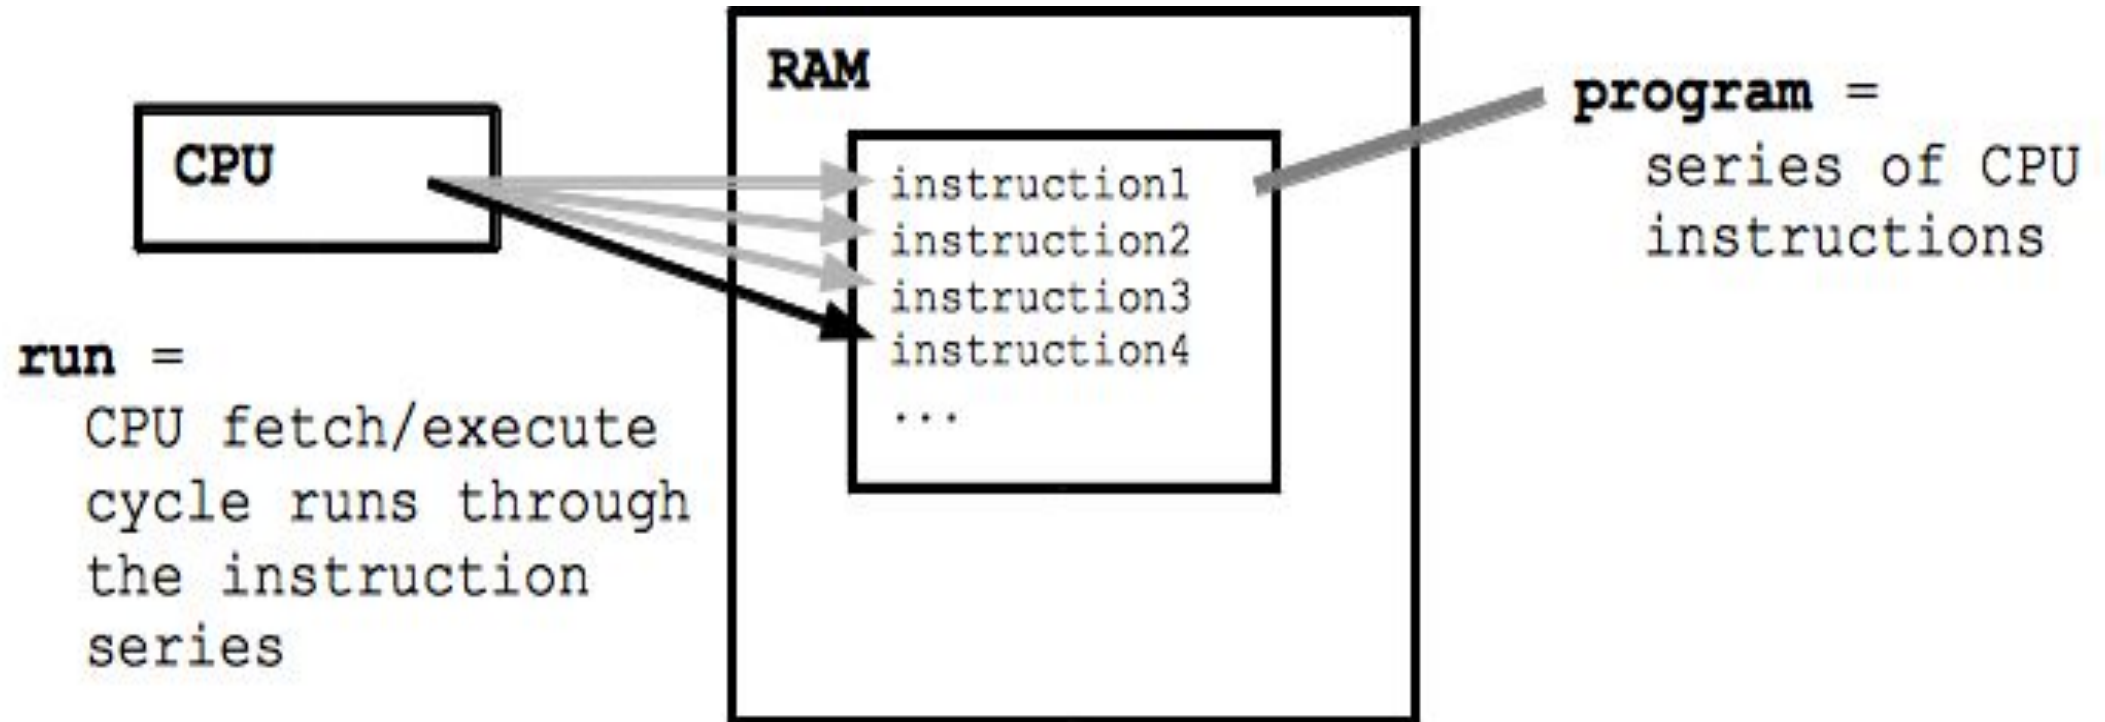 CPU
run =
CPU fetch/execute
cycle runs through
the instruction
series
RAM
instruction1
instruction2
instruction3
instruction4
...
program =
series of CPU
instructions